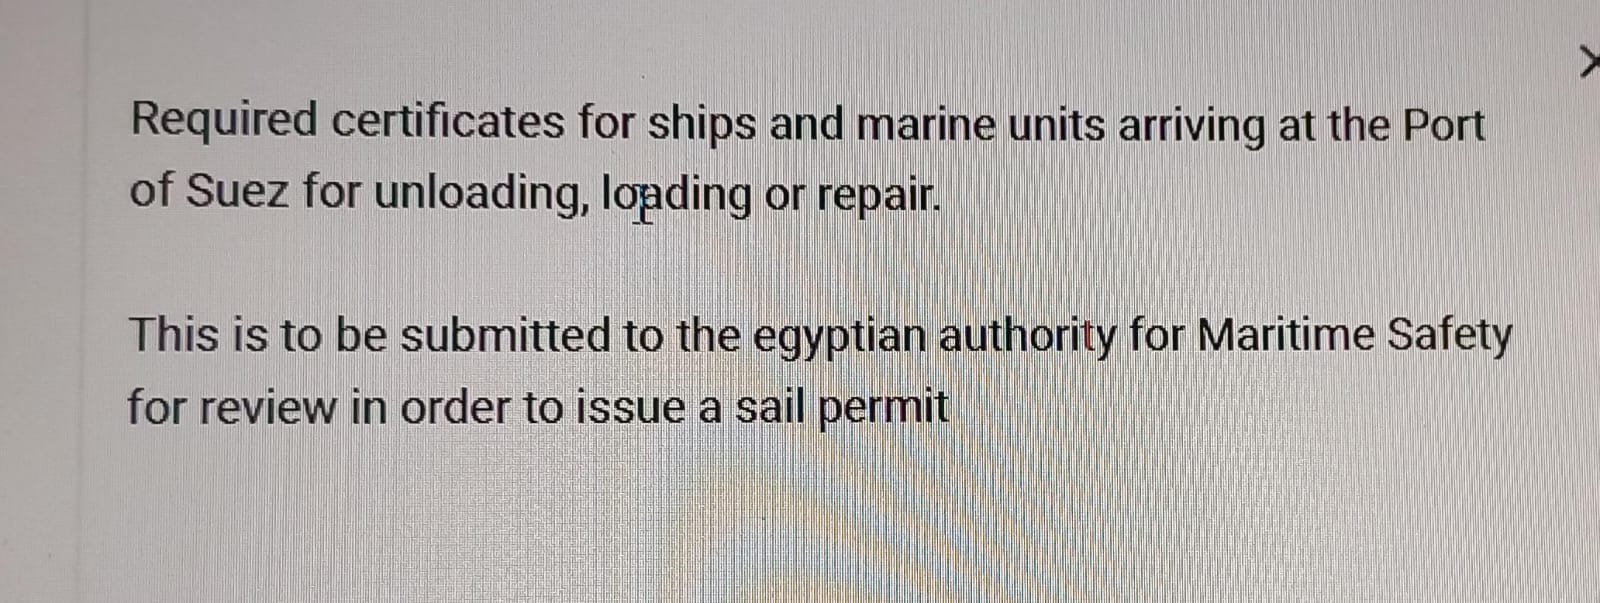 Required certificates for ships and marine units arriving at the Port
of Suez for unloading, loading or repair.
This is to be submitted to the egyptian authority for Maritime Safety
for review in order to issue a sail permit